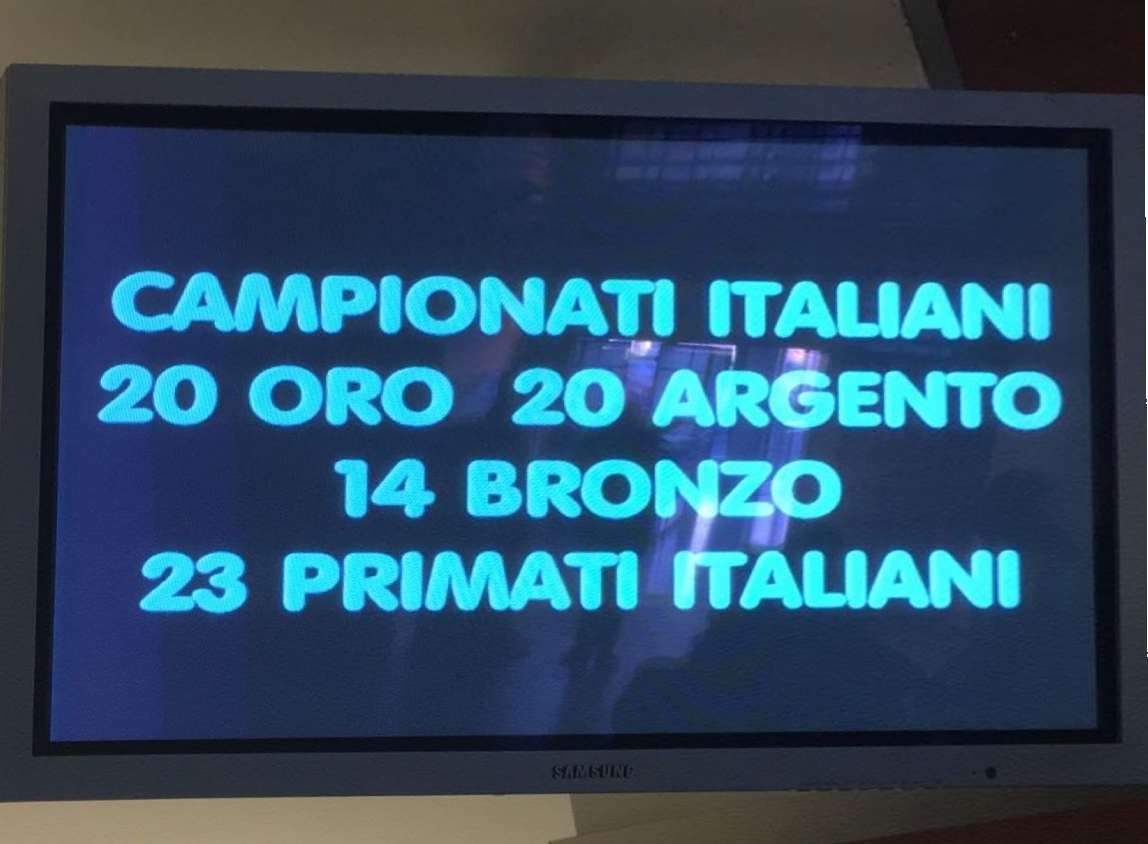 CAMPIONATI ITALIANI
20 ORO 20 ARGENTO
14 BRONZO
23 PRIMATI ITALIANI
SAMSUNG